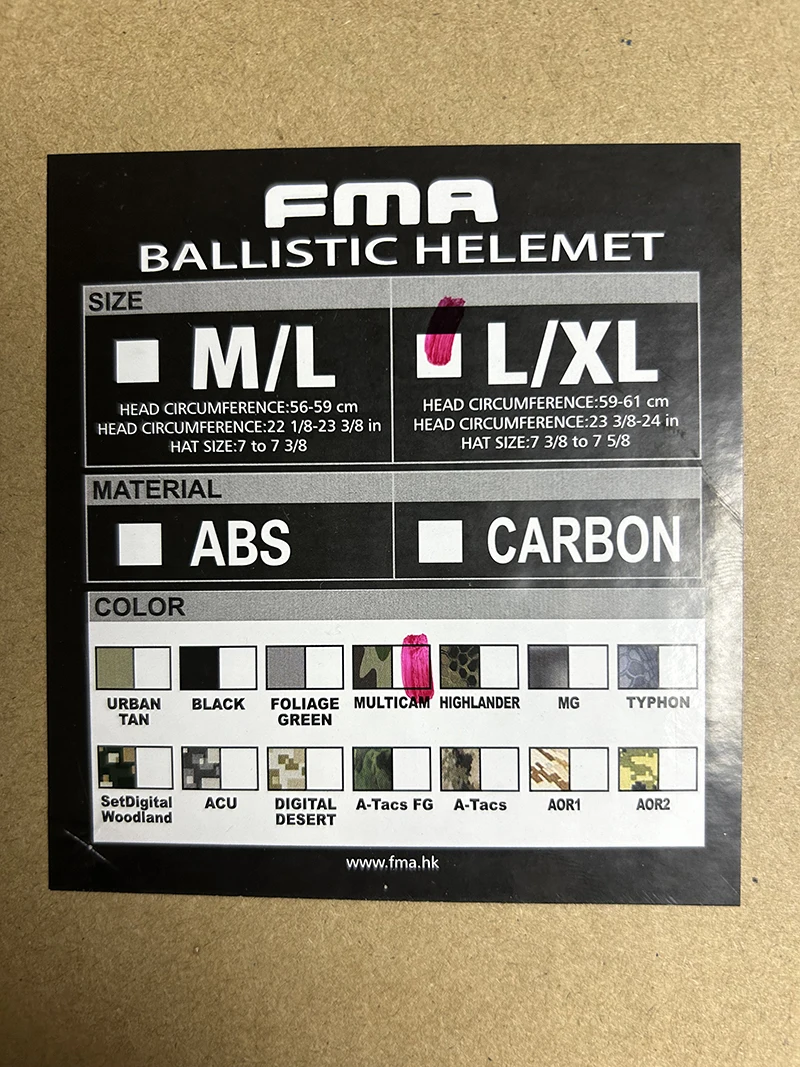 FMA
BALLISTIC HELEMET
SIZE
M/L
HEAD CIRCUMFERENCE:56-59 cm
HEAD CIRCUMFERENCE:22 1/8-23 3/8 in
HAT SIZE:7 to 7 3/8
L/XL
HEAD CIRCUMFERENCE:59-61 cm
HEAD CIRCUMFERENCE:23 3/8-24 in
HAT SIZE:7 3/8 to 7 5/8
MATERIAL
ABS
CARBON
COLOR
URBAN
TAN
BLACK
FOLIAGE
GREEN
MULTICAM
HIGHLANDER
MG
TYPHON
SetDigital
Woodland
ACU
DIGITAL
DESERT
A-Tacs FG
A-Tacs
AOR1
AOR2
www.fma.hk